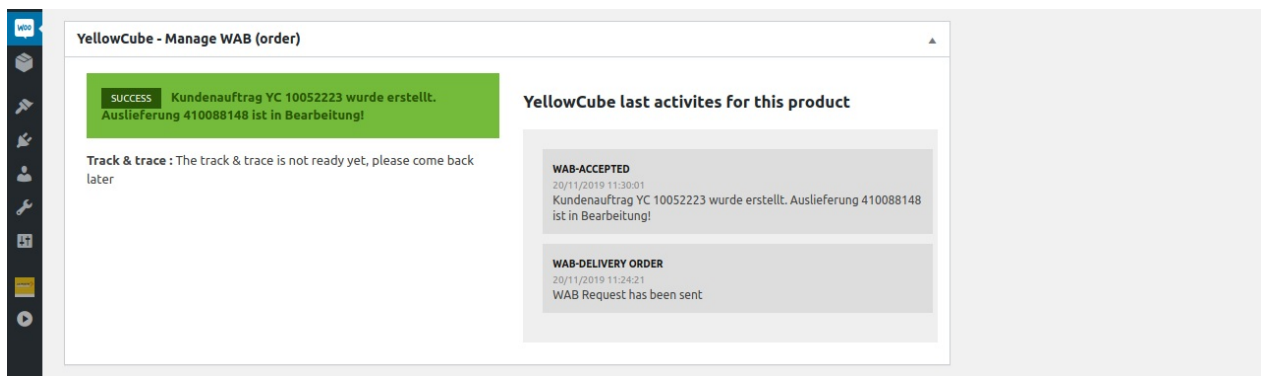 Woo
YellowCube - Manage WAB (order)
SUCCESS Kundenauftrag YC 10052223 wurde erstellt.
Auslieferung 410088148 ist in Bearbeitung!
Track & trace : The track & trace is not ready yet, please come back
later
YellowCube last activites for this product
WAB-ACCEPTED
20/11/2019 11:30:01
Kundenauftrag YC 10052223 wurde erstellt. Auslieferung 410088148
ist in Bearbeitung!
WAB-DELIVERY ORDER
20/11/2019 11:24:21
WAB Request has been sent